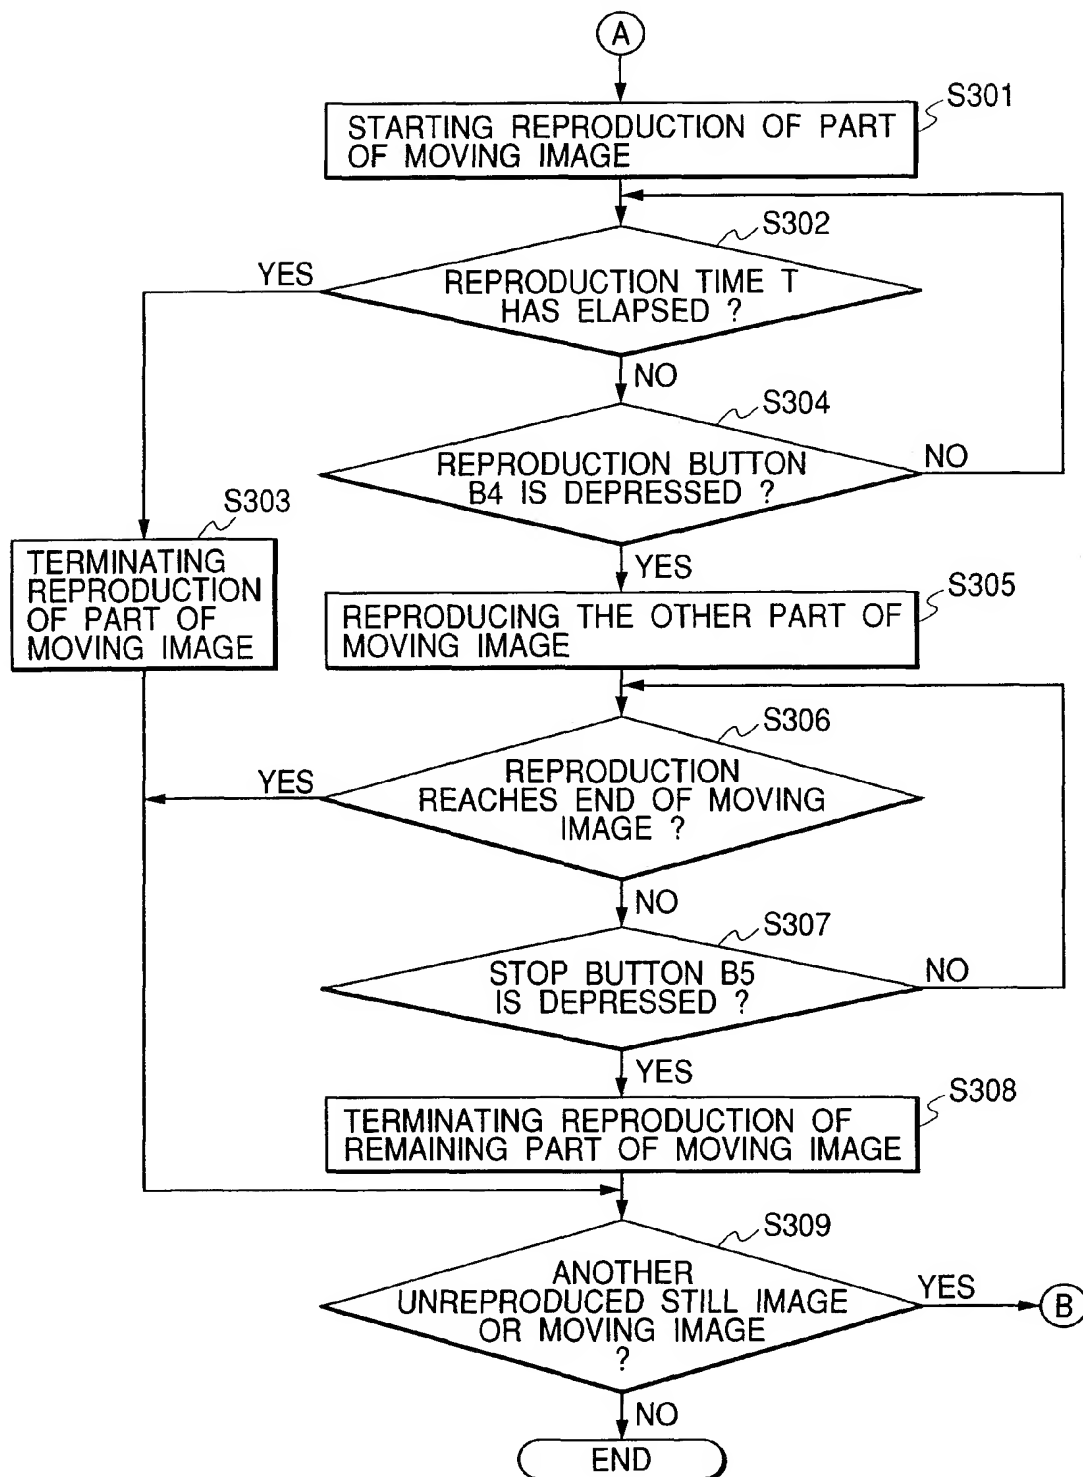 A
S301
STARTING REPRODUCTION OF PART
OF MOVING IMAGE
S302
YES
REPRODUCTION TIME T
HAS ELAPSED ?
NO
S304
REPRODUCTION BUTTON
B4 IS DEPRESSED ?
NO
S303
TERMINATING
REPRODUCTION
OF PART OF
MOVING IMAGE
YES
S305
REPRODUCING THE OTHER PART OF
MOVING IMAGE
S306
YES
REPRODUCTION
REACHES END OF MOVING
IMAGE ?
NO
S307
STOP BUTTON B5
IS DEPRESSED ?
NO
YES
S308
TERMINATING REPRODUCTION OF
REMAINING PART OF MOVING IMAGE
S309
ANOTHER
UNREPRODUCED STILL IMAGE
OR MOVING IMAGE
?
YES
B
NO
END